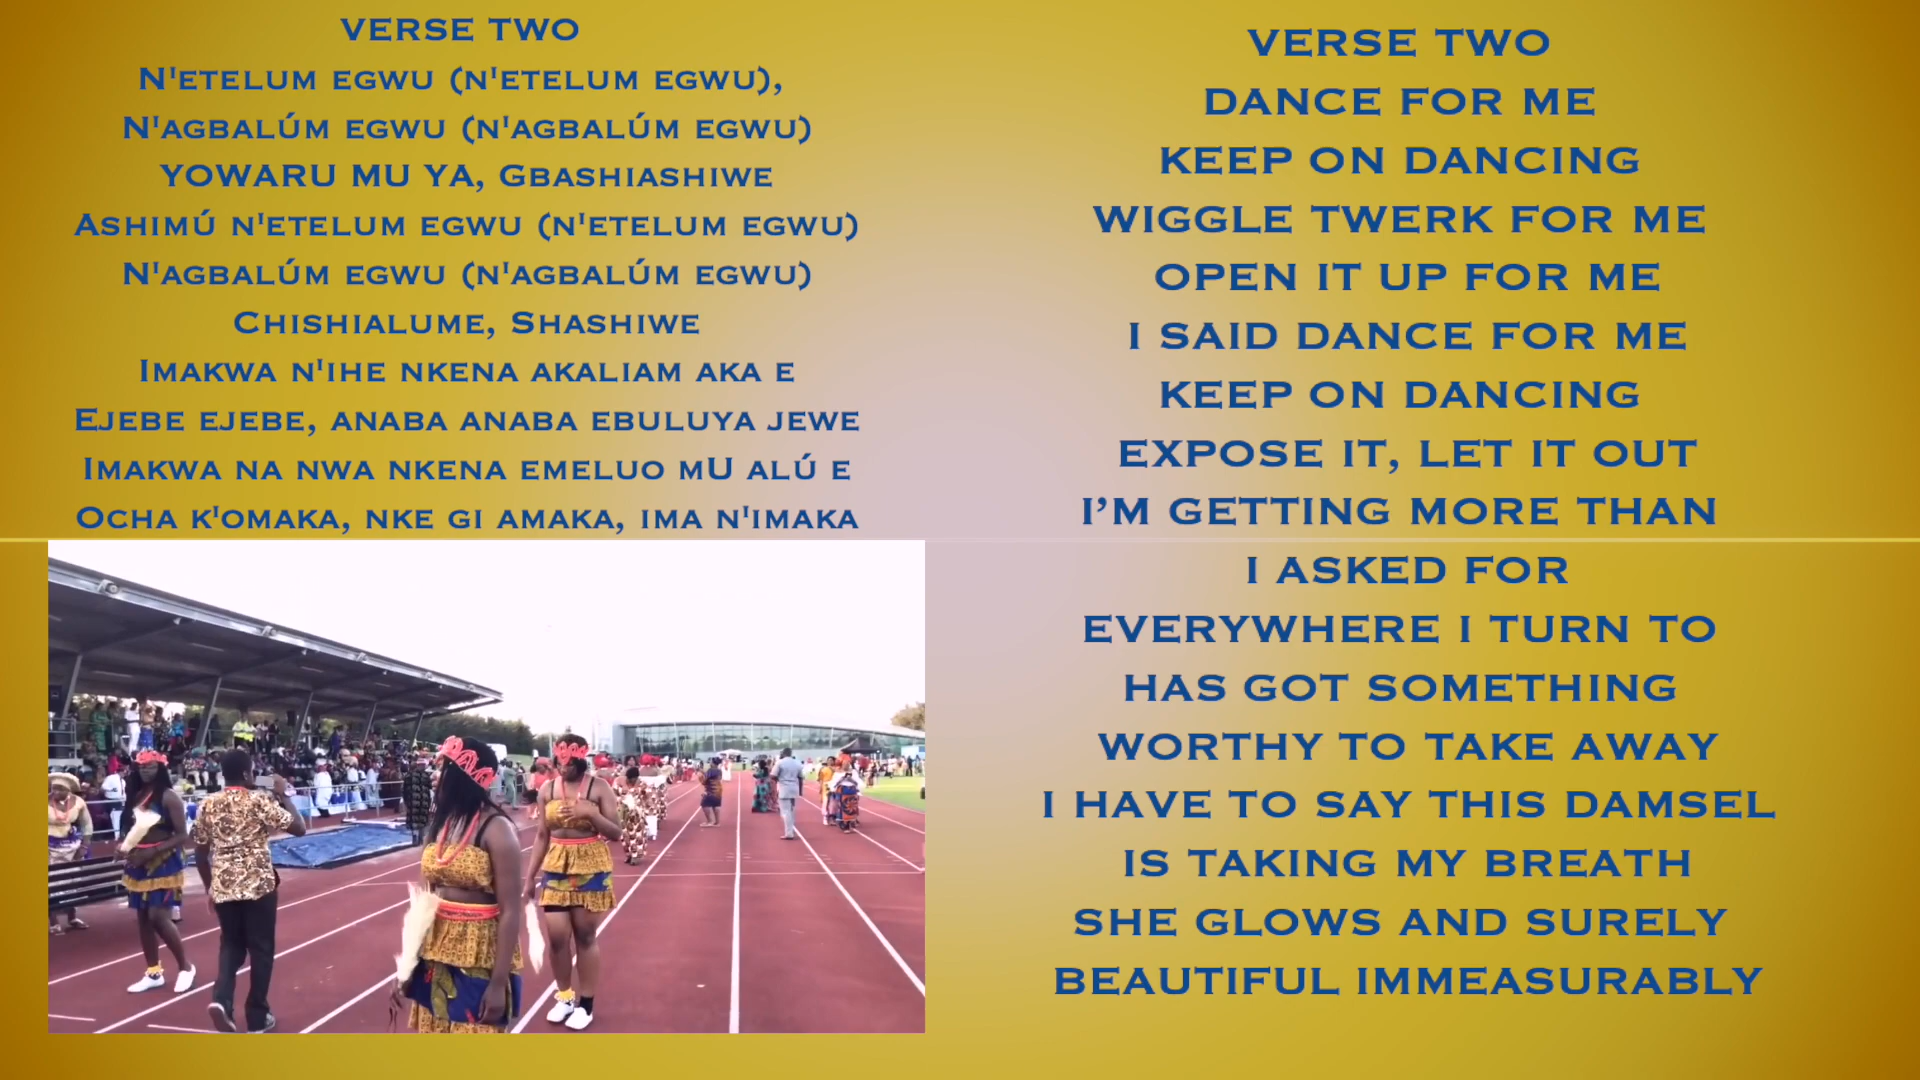 VERSE TWO
N'ETELUM EGWU (N'ETELUM EGWU),
N'AGBALÚM EGWU (N'AGBALÚM EGWU)
YOWARU MU YA, GBASHIASHIWE
ASHIMÚ N'ETELUM EGWU (N'ETELUM EGWU)
N'AGBALÚM EGWU (N'AGBALÚM EGWU)
CHISHIALUME, SHASHIWE
IMAKWA N'IHE NKENA AKALIAM AKA E
EJEBE EJEBE, ANABA ANABA EBULUYA JEWE
IMAKWA NA NWA NKENA EMELUO MU ALÚ E
OCHA K'OMAKA, NKE GI AMAKA, IMA N'IMAKA
VERSE TWO
DANCE FOR ME
KEEP ON DANCING
WIGGLE TWERK FOR ME
OPEN IT UP FOR ME
I SAID DANCE FOR ME
KEEP ON DANCING
EXPOSE IT, LET IT OUT
I’M GETTING MORE THAN
I ASKED FOR
EVERYWHERE I TURN TO
HAS GOT SOMETHING
WORTHY TO TAKE AWAY
I HAVE TO SAY THIS DAMSEL
IS TAKING MY BREATH
SHE GLOWS AND SURELY
BEAUTIFUL IMMEASURABLY